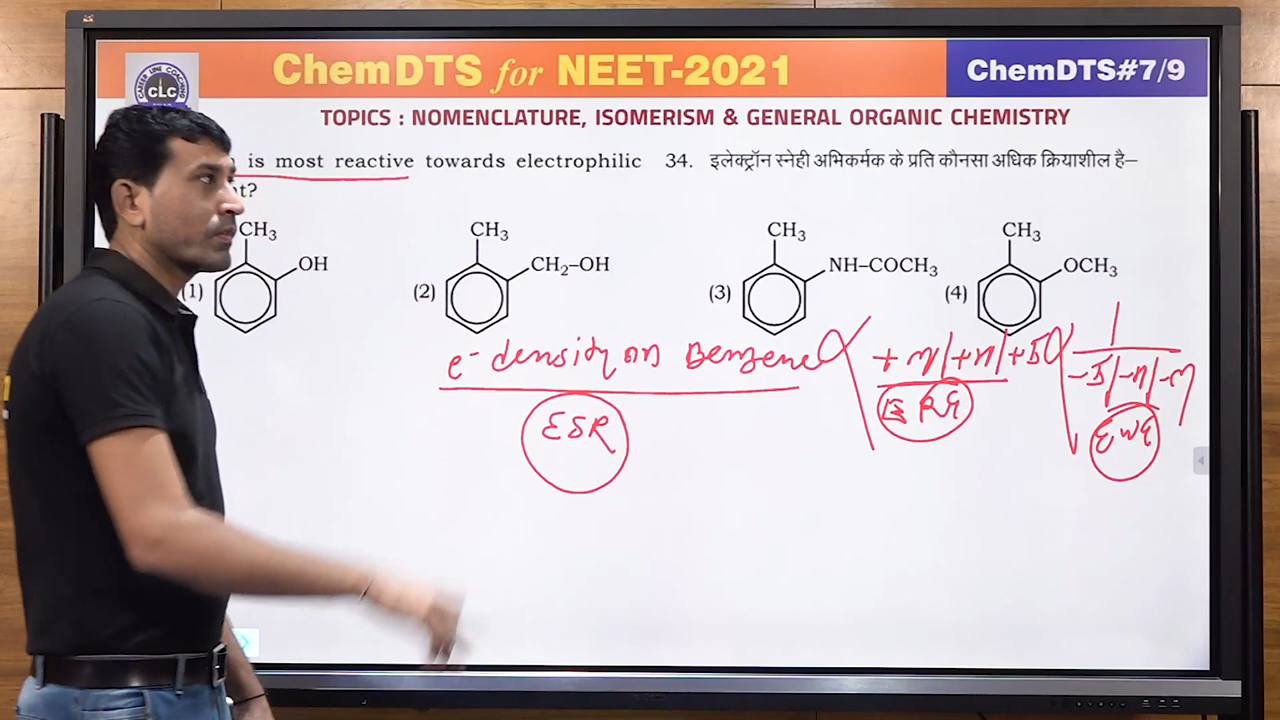 ChemDTS for NEET-2021
ChemDTS#7/9
CLC
TOPICS : NOMENCLATURE, ISOMERISM & GENERAL ORGANIC CHEMISTRY
is most reactive towards electrophilic
34. इलेक्ट्रॉन स्नेही अभिकर्मक के प्रति कौनसा अधिक क्रियाशील है–
t?
(1) CH₃ OH
(2) CH₂–OH CH₃
(3) CH₃ NH–COCH₃
(4) CH₃ OCH₃
e⁻ density on Benzene α +m/+H/+I α 1/-I/-H/-m
ESR
ERG
EWG